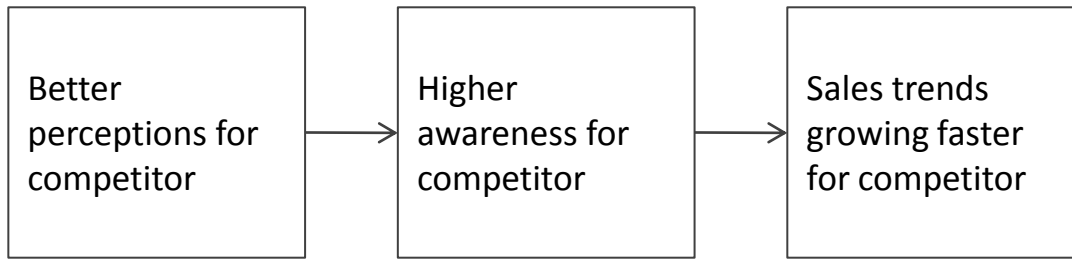 Better
perceptions for
competitor
Higher
awareness for
competitor
Sales trends
growing faster
for competitor